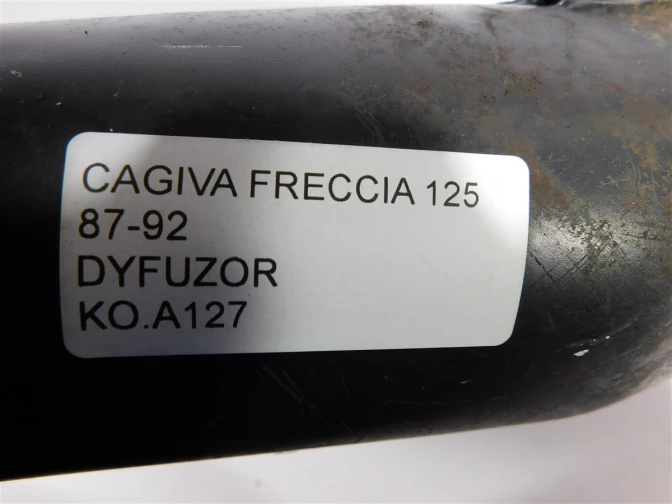 CAGIVA FRECCIA 125
87-92
DYFUZOR
KO.A127